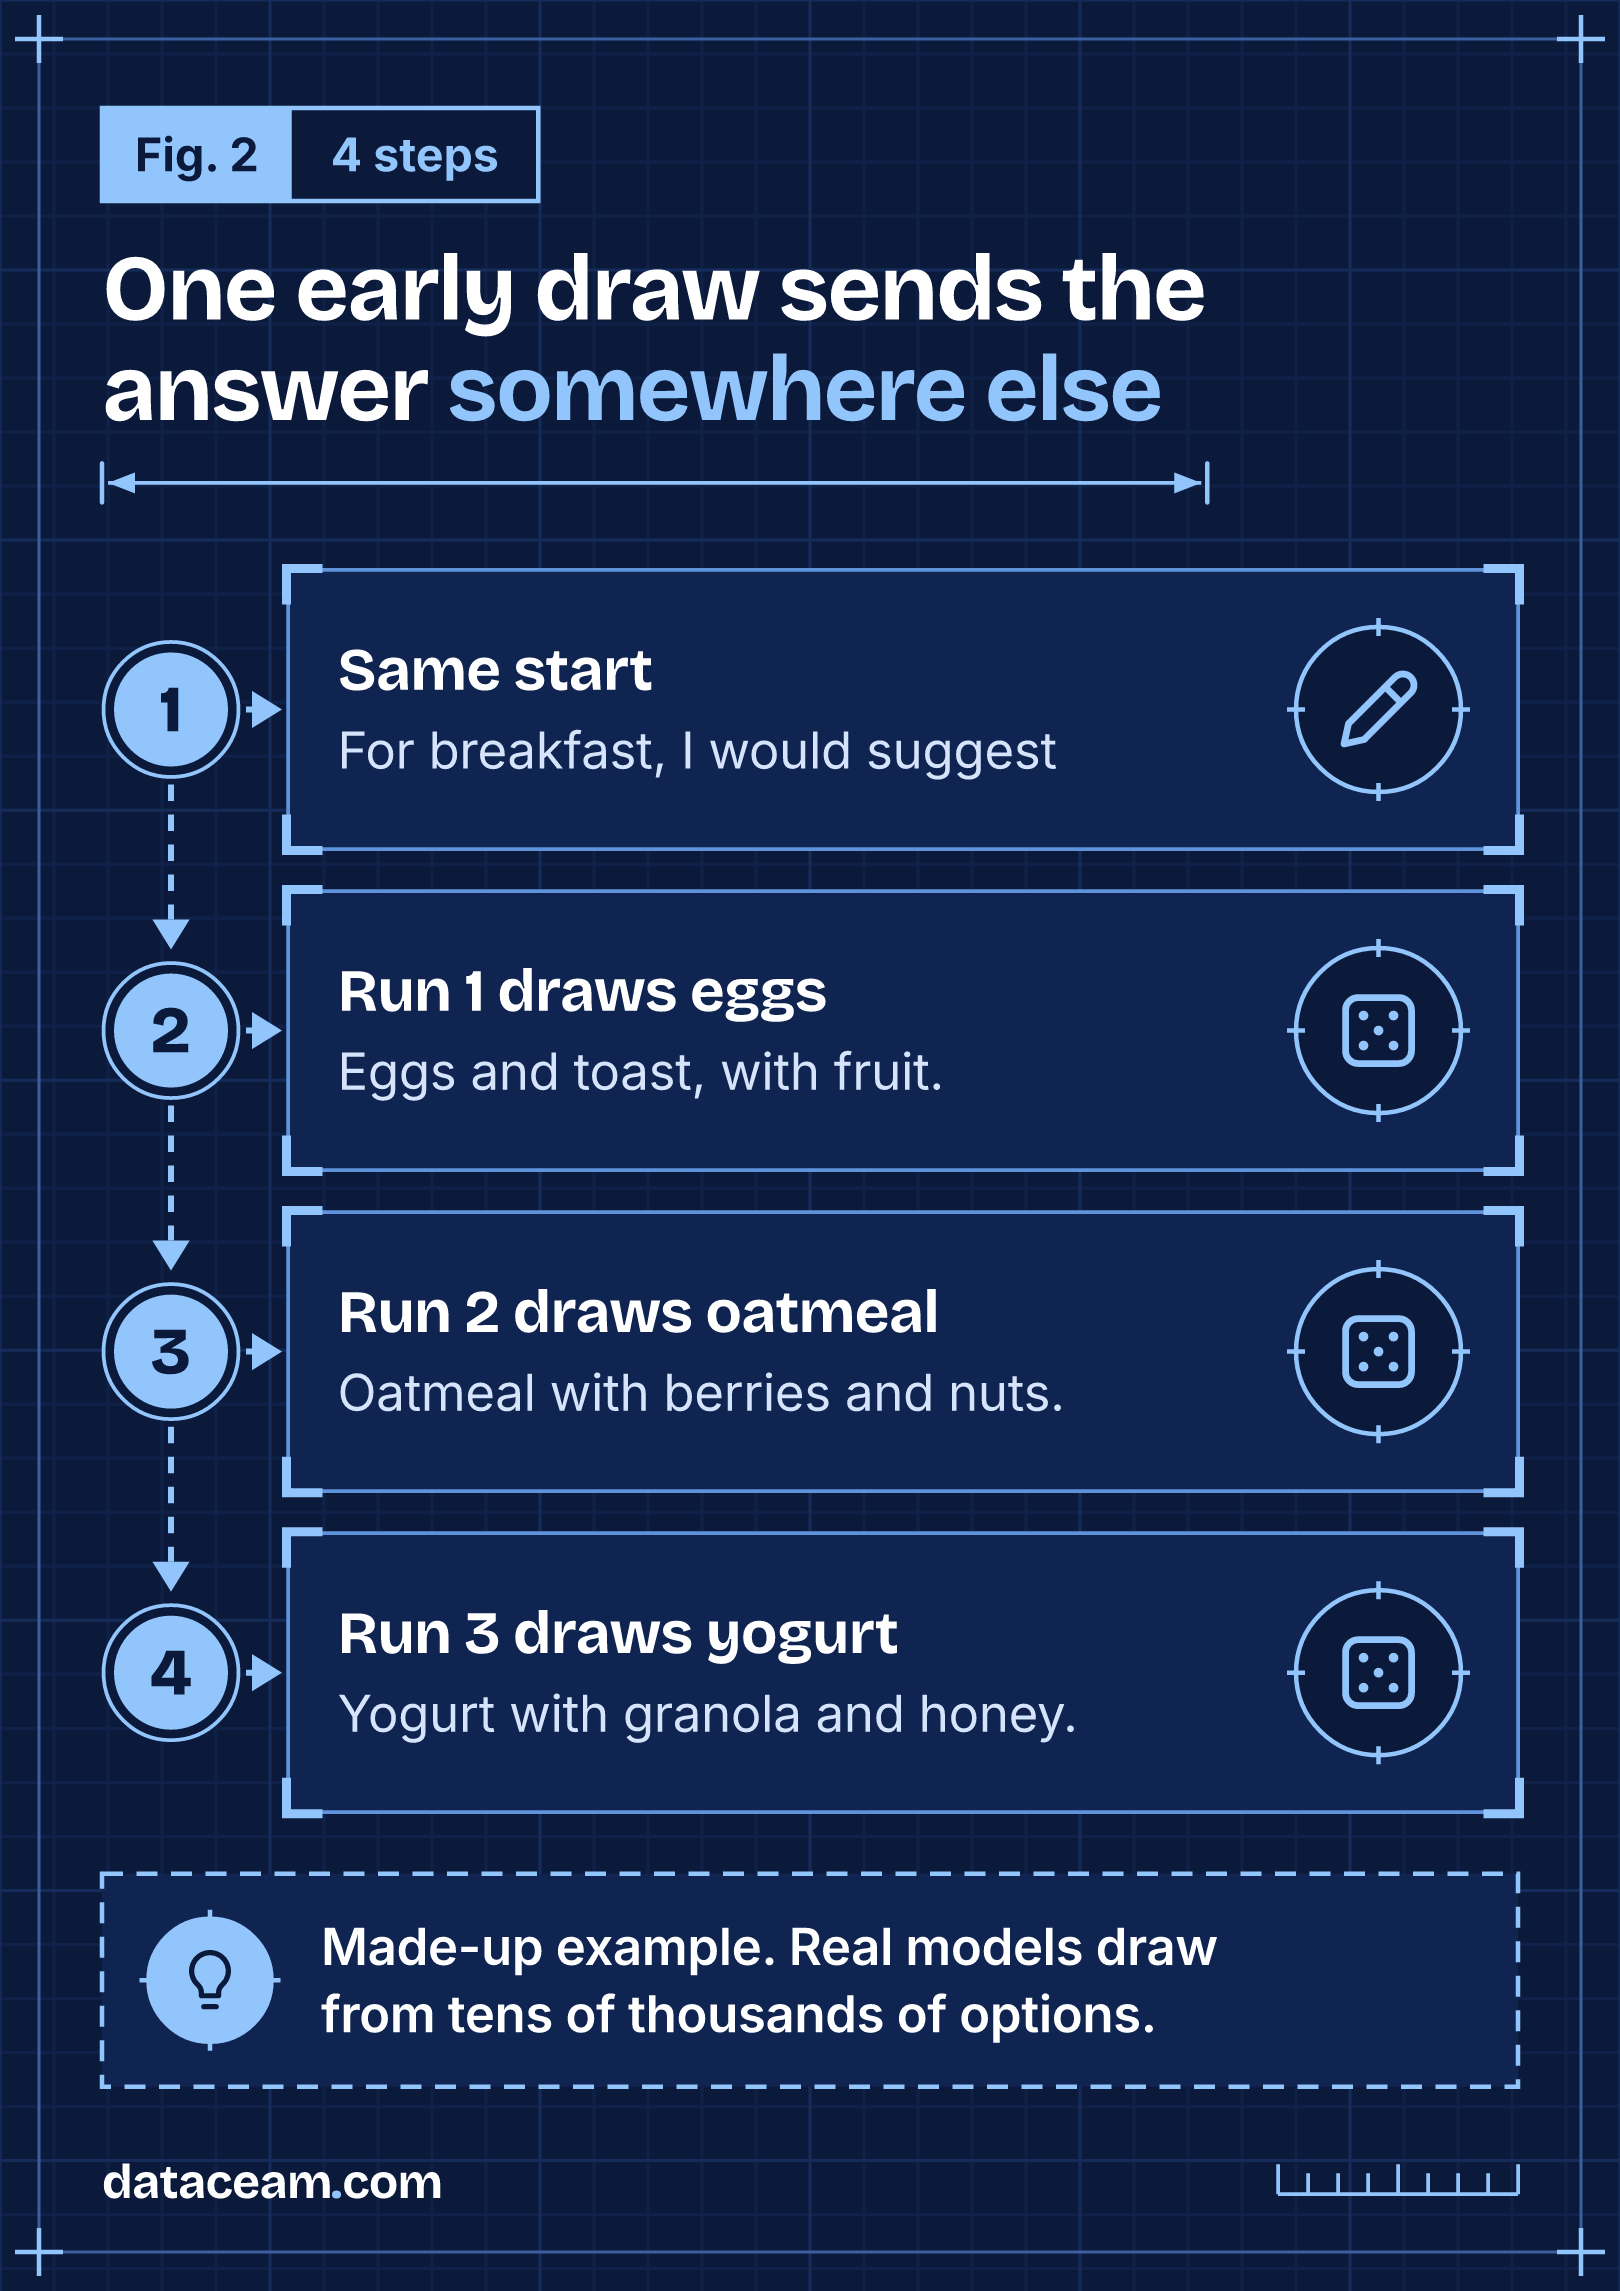 Fig. 2
4 steps
One early draw sends the
answer somewhere else
1
Same start
For breakfast, I would suggest
2
Run 1 draws eggs
Eggs and toast, with fruit.
3
Run 2 draws oatmeal
Oatmeal with berries and nuts.
4
Run 3 draws yogurt
Yogurt with granola and honey.
Made-up example. Real models draw
from tens of thousands of options.
dataceam.com